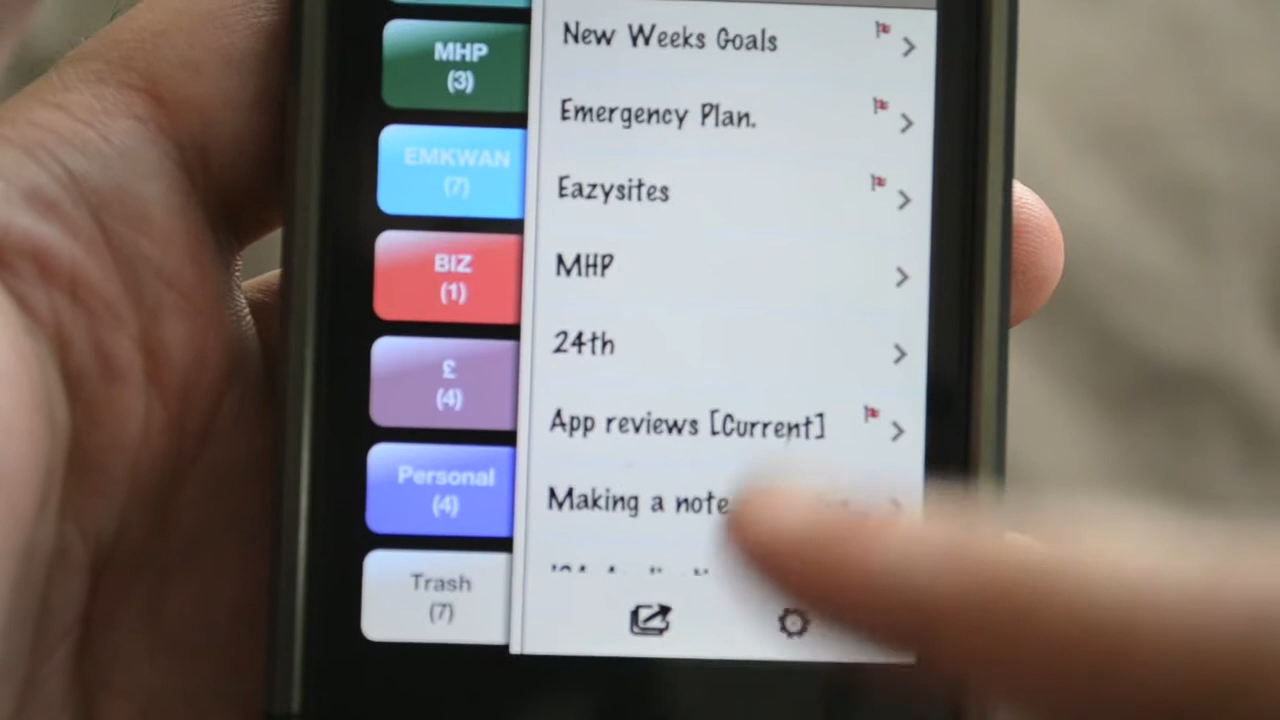 MHP
(3)
EMKWAN
(7)
BIZ
(1)
£
(4)
Personal
(4)
Trash
(7)
New Weeks Goals
Emergency Plan.
Eazysites
MHP
24th
App reviews [Current]
Making a note